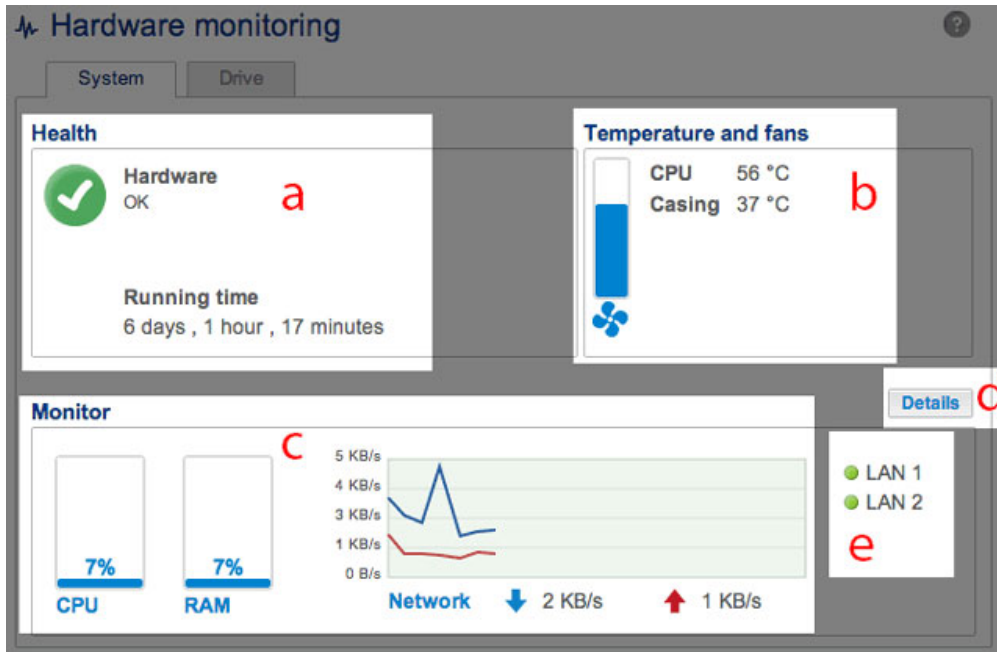 Hardware monitoring
?
System
Drive
Health
Hardware
OK
a
Running time
6 days , 1 hour , 17 minutes
Temperature and fans
CPU 56 °C
Casing 37 °C
b
Details
d
Monitor
c
7%
CPU
7%
RAM
5 KB/s
4 KB/s
3 KB/s
1 KB/s
0 B/s
Network 2 KB/s 1 KB/s
LAN 1
LAN 2
e